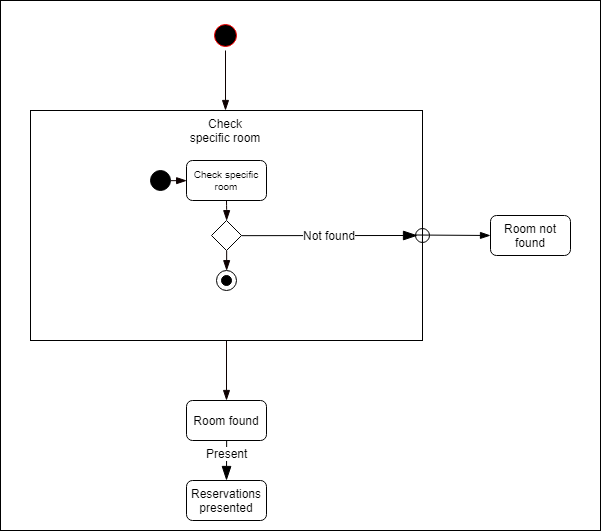 Check
specific room
Check specific
room
Not found
Room not
found
Room found
Present
Reservations
presented